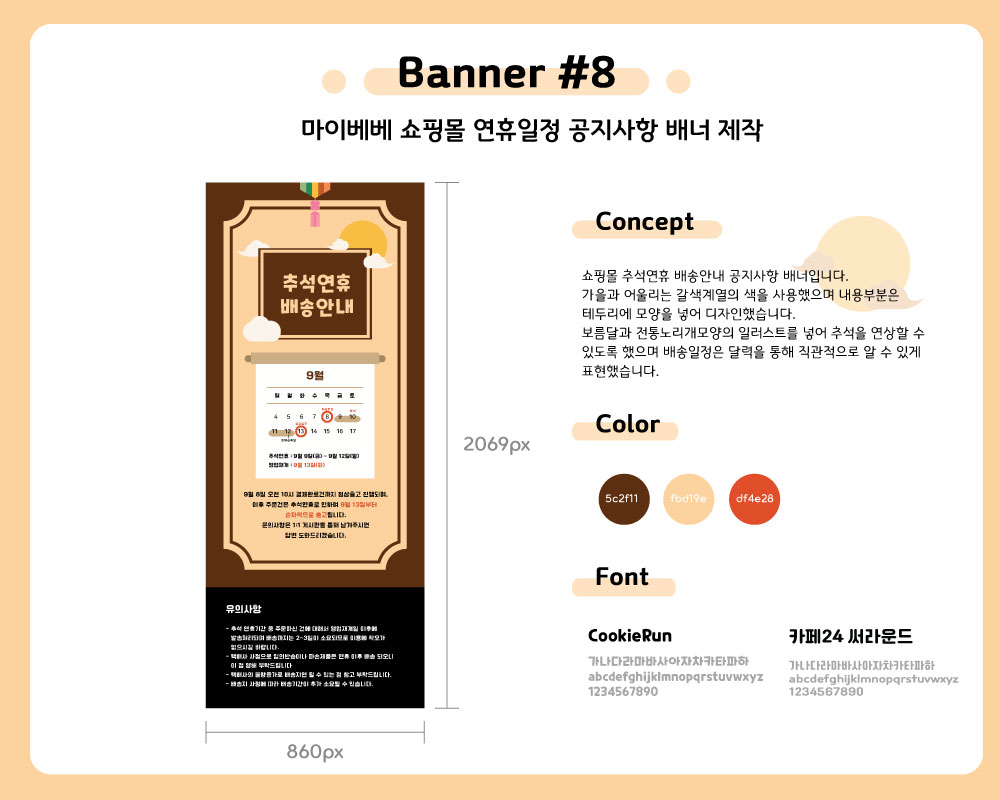 Banner #8
마이베베 쇼핑몰 연휴일정 공지사항 배너 제작
추석연휴
배송안내
9월
일 월 화 수 목 금 토
4 5 6 7 8 9 10
11 12 13 14 15 16 17
추석연휴 : 9월 9일(금) ~ 9월 12일(월)
영업재개 : 9월 13일(화)
9월 8일 오전 10시 결제완료건까지 정상출고 진행되며,
이후 주문건은 추석연휴로 인하여 9월 13일부터
순차적으로 출고됩니다.
문의사항은 1:1 게시판을 통해 남겨주시면
답변 도와드리겠습니다.
유의사항
- 추석 연휴기간 중 주문하신 건에 대해서 영업재개일 이후에
발송처리되며 배송까지는 2~3일이 소요되므로 이용에 착오가
없으시길 바랍니다.
- 택배사 사정으로 임의반송이나 파손제품은 연휴 이후 배송 되오니
이 점 양해 부탁드립니다
- 택배사의 물량증가로 배송지연 될 수 있는 점 참고 부탁드립니다.
- 배송지 사정에 따라 배송기간이 추가 소요될 수 있습니다.
2069px
860px
Concept
쇼핑몰 추석연휴 배송안내 공지사항 배너입니다.
가을과 어울리는 갈색계열의 색을 사용했으며 내용부분은
테두리에 모양을 넣어 디자인했습니다.
보름달과 전통노리개모양의 일러스트를 넣어 추석을 연상할 수
있도록 했으며 배송일정은 달력을 통해 직관적으로 알 수 있게
표현했습니다.
Color
5c2f11 fbd19e df4e28
Font
CookieRun
가나다라마바사아자차카타파하
abcdefghijklmnopqrstuvwxyz
1234567890
카페24 써라운드
가나다라마바사아자차카타파하
abcdefghijklmnopqrstuvwxyz
1234567890